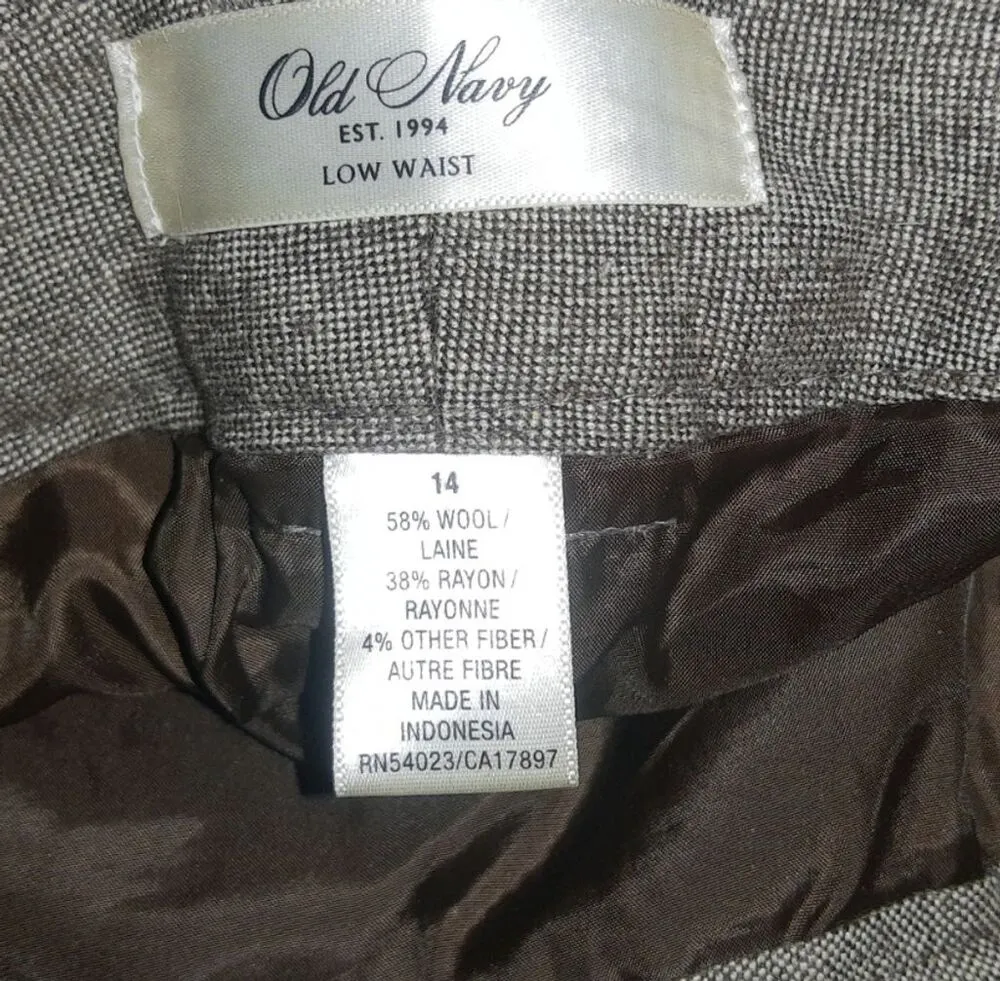 Old Navy
EST. 1994
LOW WAIST
14
58% WOOL /
LAINE
38% RAYON /
RAYONNE
4% OTHER FIBER /
AUTRE FIBRE
MADE IN
INDONESIA
RN54023/CA17897